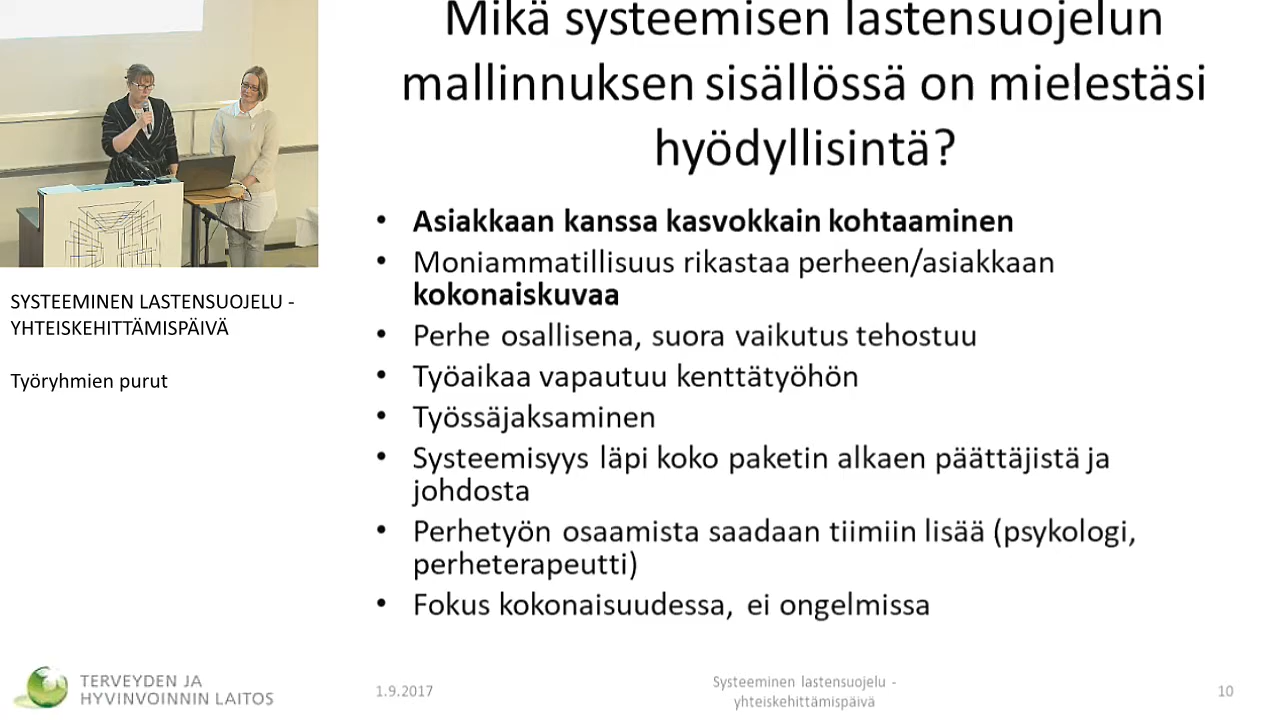 Mikä systeemisen lastensuojelun
mallinnuksen sisällössä on mielestäsi
hyödyllisintä?
• Asiakkaan kanssa kasvokkain kohtaaminen
• Moniammatillisuus rikastaa perheen/asiakkaan
kokonaiskuvaa
• Perhe osallisena, suora vaikutus tehostuu
• Työaikaa vapautuu kenttätyöhön
• Työssäjaksaminen
• Systeemisyys läpi koko paketin alkaen päättäjistä ja
johdosta
• Perhetyön osaamista saadaan tiimiin lisää (psykologi,
perheterapeutti)
• Fokus kokonaisuudessa, ei ongelmissa
SYSTEEMINEN LASTENSUOJELU -
YHTEISKEHITTÄMISPÄIVÄ
Työryhmien purut
TERVEYDEN JA
HYVINVOINNIN LAITOS
1.9.2017
Systeeminen lastensuojelu -
yhteiskehittämispäivä
10